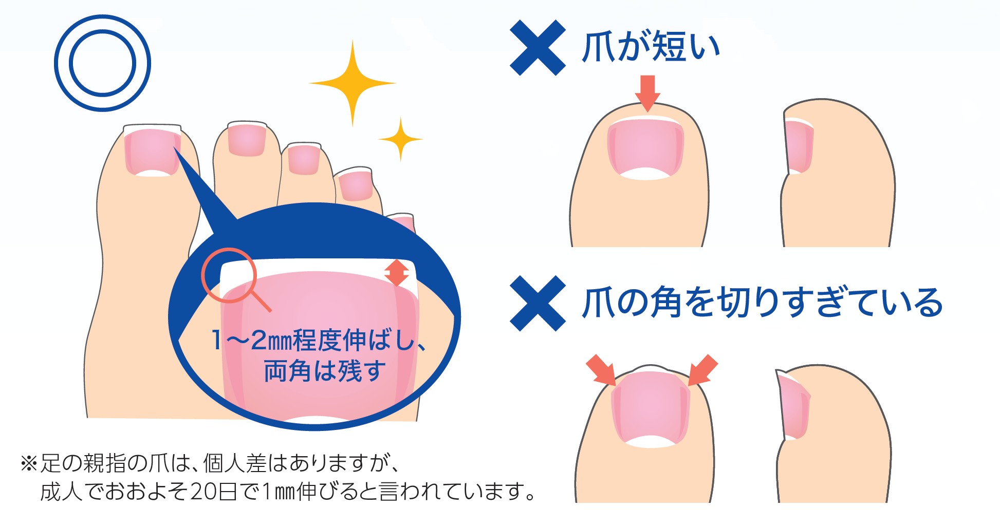 爪が短い
1〜2㎜程度伸ばし、
両角は残す
爪の角を切りすぎている
※足の親指の爪は、個人差はありますが、
成人でおおよそ20日で1㎜伸びると言われています。